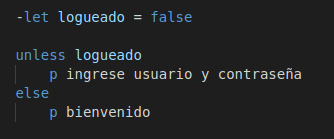 -let logueado = false
unless logueado
    p ingrese usuario y contraseña
else
    p bienvenido